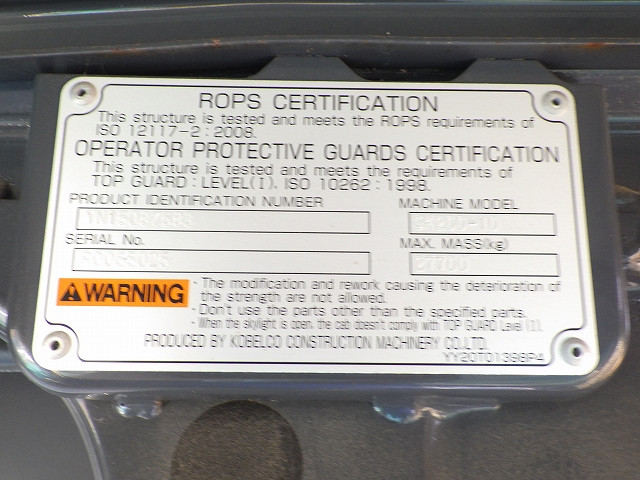 ROPS CERTIFICATION
This structure is tested and meets the ROPS requirements of
ISO 12117-2:2008.
OPERATOR PROTECTIVE GUARDS CERTIFICATION
This structure is tested and meets the requirements of
TOP GUARD:LEVEL(I), ISO 10262:1998.
PRODUCT IDENTIFICATION NUMBER
MACHINE MODEL
SERIAL No.
MAX. MASS(kg)
WARNING
·The modification and rework causing the deterioration of
the strength are not allowed.
·Don't use the parts other than the specified parts.
·When the skylight is open, the cab doesn't comply with TOP GUARD Level (I).
PRODUCED BY KOBELCO CONSTRUCTION MACHINERY CO.,LTD.
YY20T01398P4